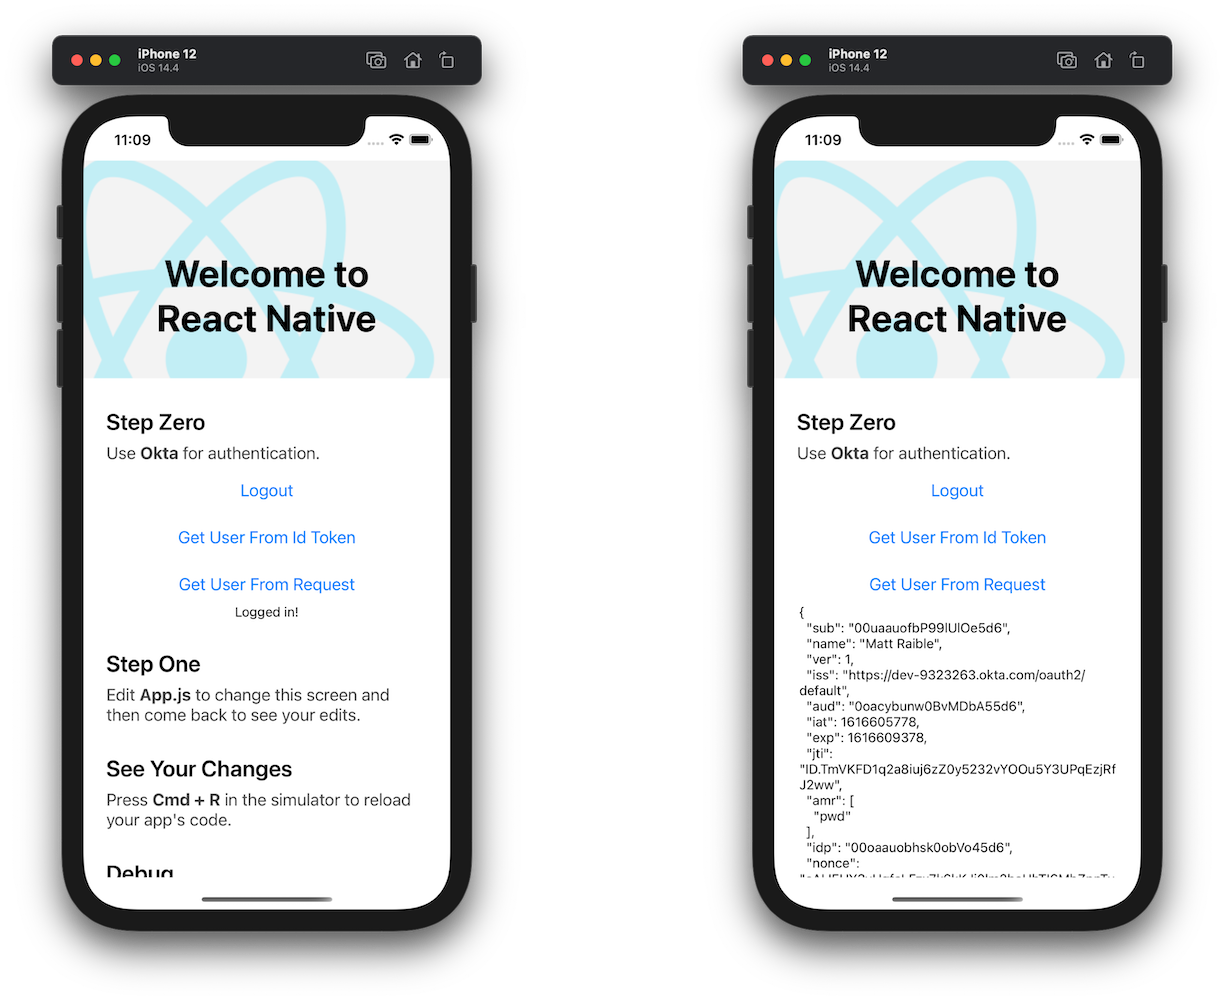 iPhone 12
iOS 14.4
11:09
Welcome to
React Native
Step Zero
Use Okta for authentication.
Logout
Get User From Id Token
Get User From Request
Logged in!
Step One
Edit App.js to change this screen and
then come back to see your edits.
See Your Changes
Press Cmd + R in the simulator to reload
your app's code.
Debug
iPhone 12
iOS 14.4
11:09
Welcome to
React Native
Step Zero
Use Okta for authentication.
Logout
Get User From Id Token
Get User From Request
{
"sub": "00uaauofbP99lUlOe5d6",
"name": "Matt Raible",
"ver": 1,
"iss": "https://dev-9323263.okta.com/oauth2/
default",
"aud": "0oacybunw0BvMDbA55d6",
"iat": 1616605778,
"exp": 1616609378,
"jti":
"ID.TmVKFD1q2a8iuj6zZ0y5232vYOOu5Y3UPqEzjRf
J2ww",
"amr": [
"pwd"
],
"idp": "00oaauobhsk0obVo45d6",
"nonce":